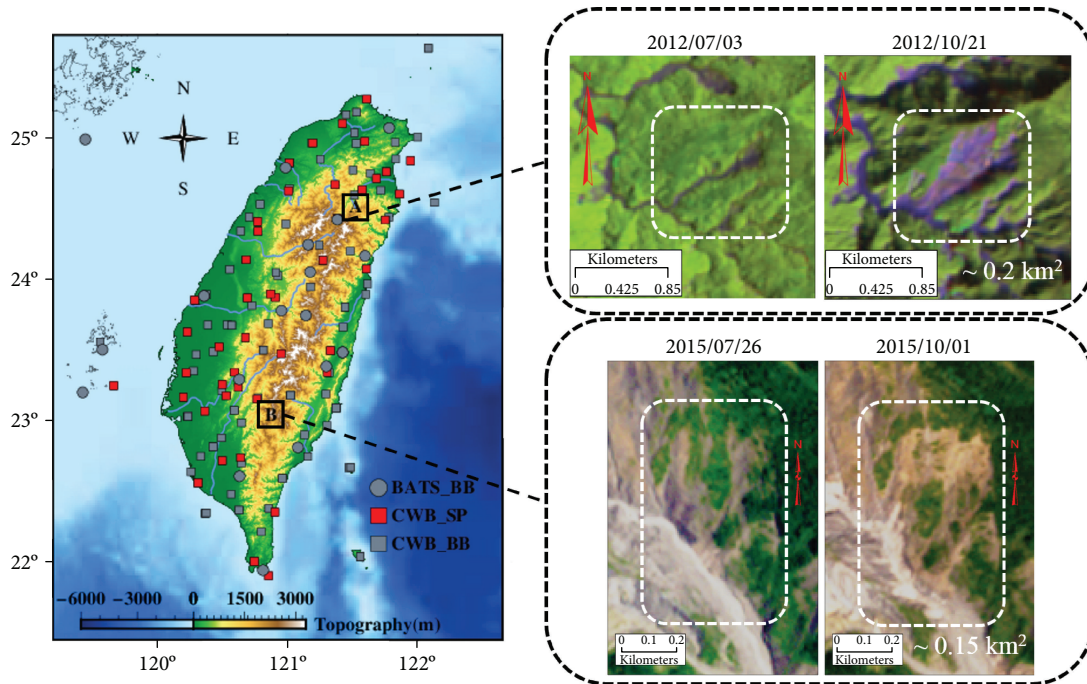 N
W E
S
25°
24°
23°
22°
120° 121° 122°
A
B
BATS_BB
CWB_SP
CWB_BB
−6000 −3000 0 1500 3000
Topography(m)
2012/07/03
N
Kilometers
0 0.425 0.85
2012/10/21
N
Kilometers
0 0.425 0.85
~ 0.2 km²
2015/07/26
N
0 0.1 0.2
Kilometers
2015/10/01
N
0 0.1 0.2
Kilometers
~ 0.15 km²